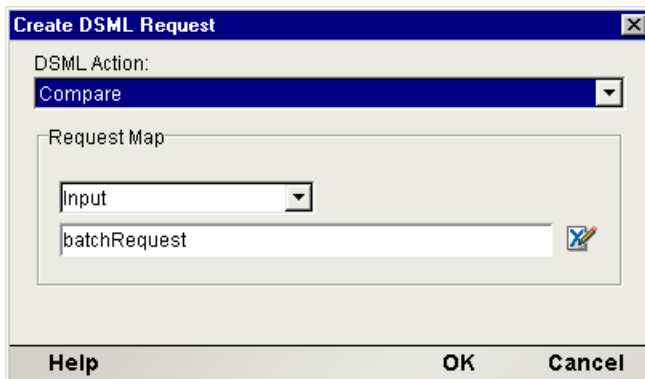 Create DSML Request
DSML Action:
Compare
Request Map
Input
batchRequest
Help OK Cancel